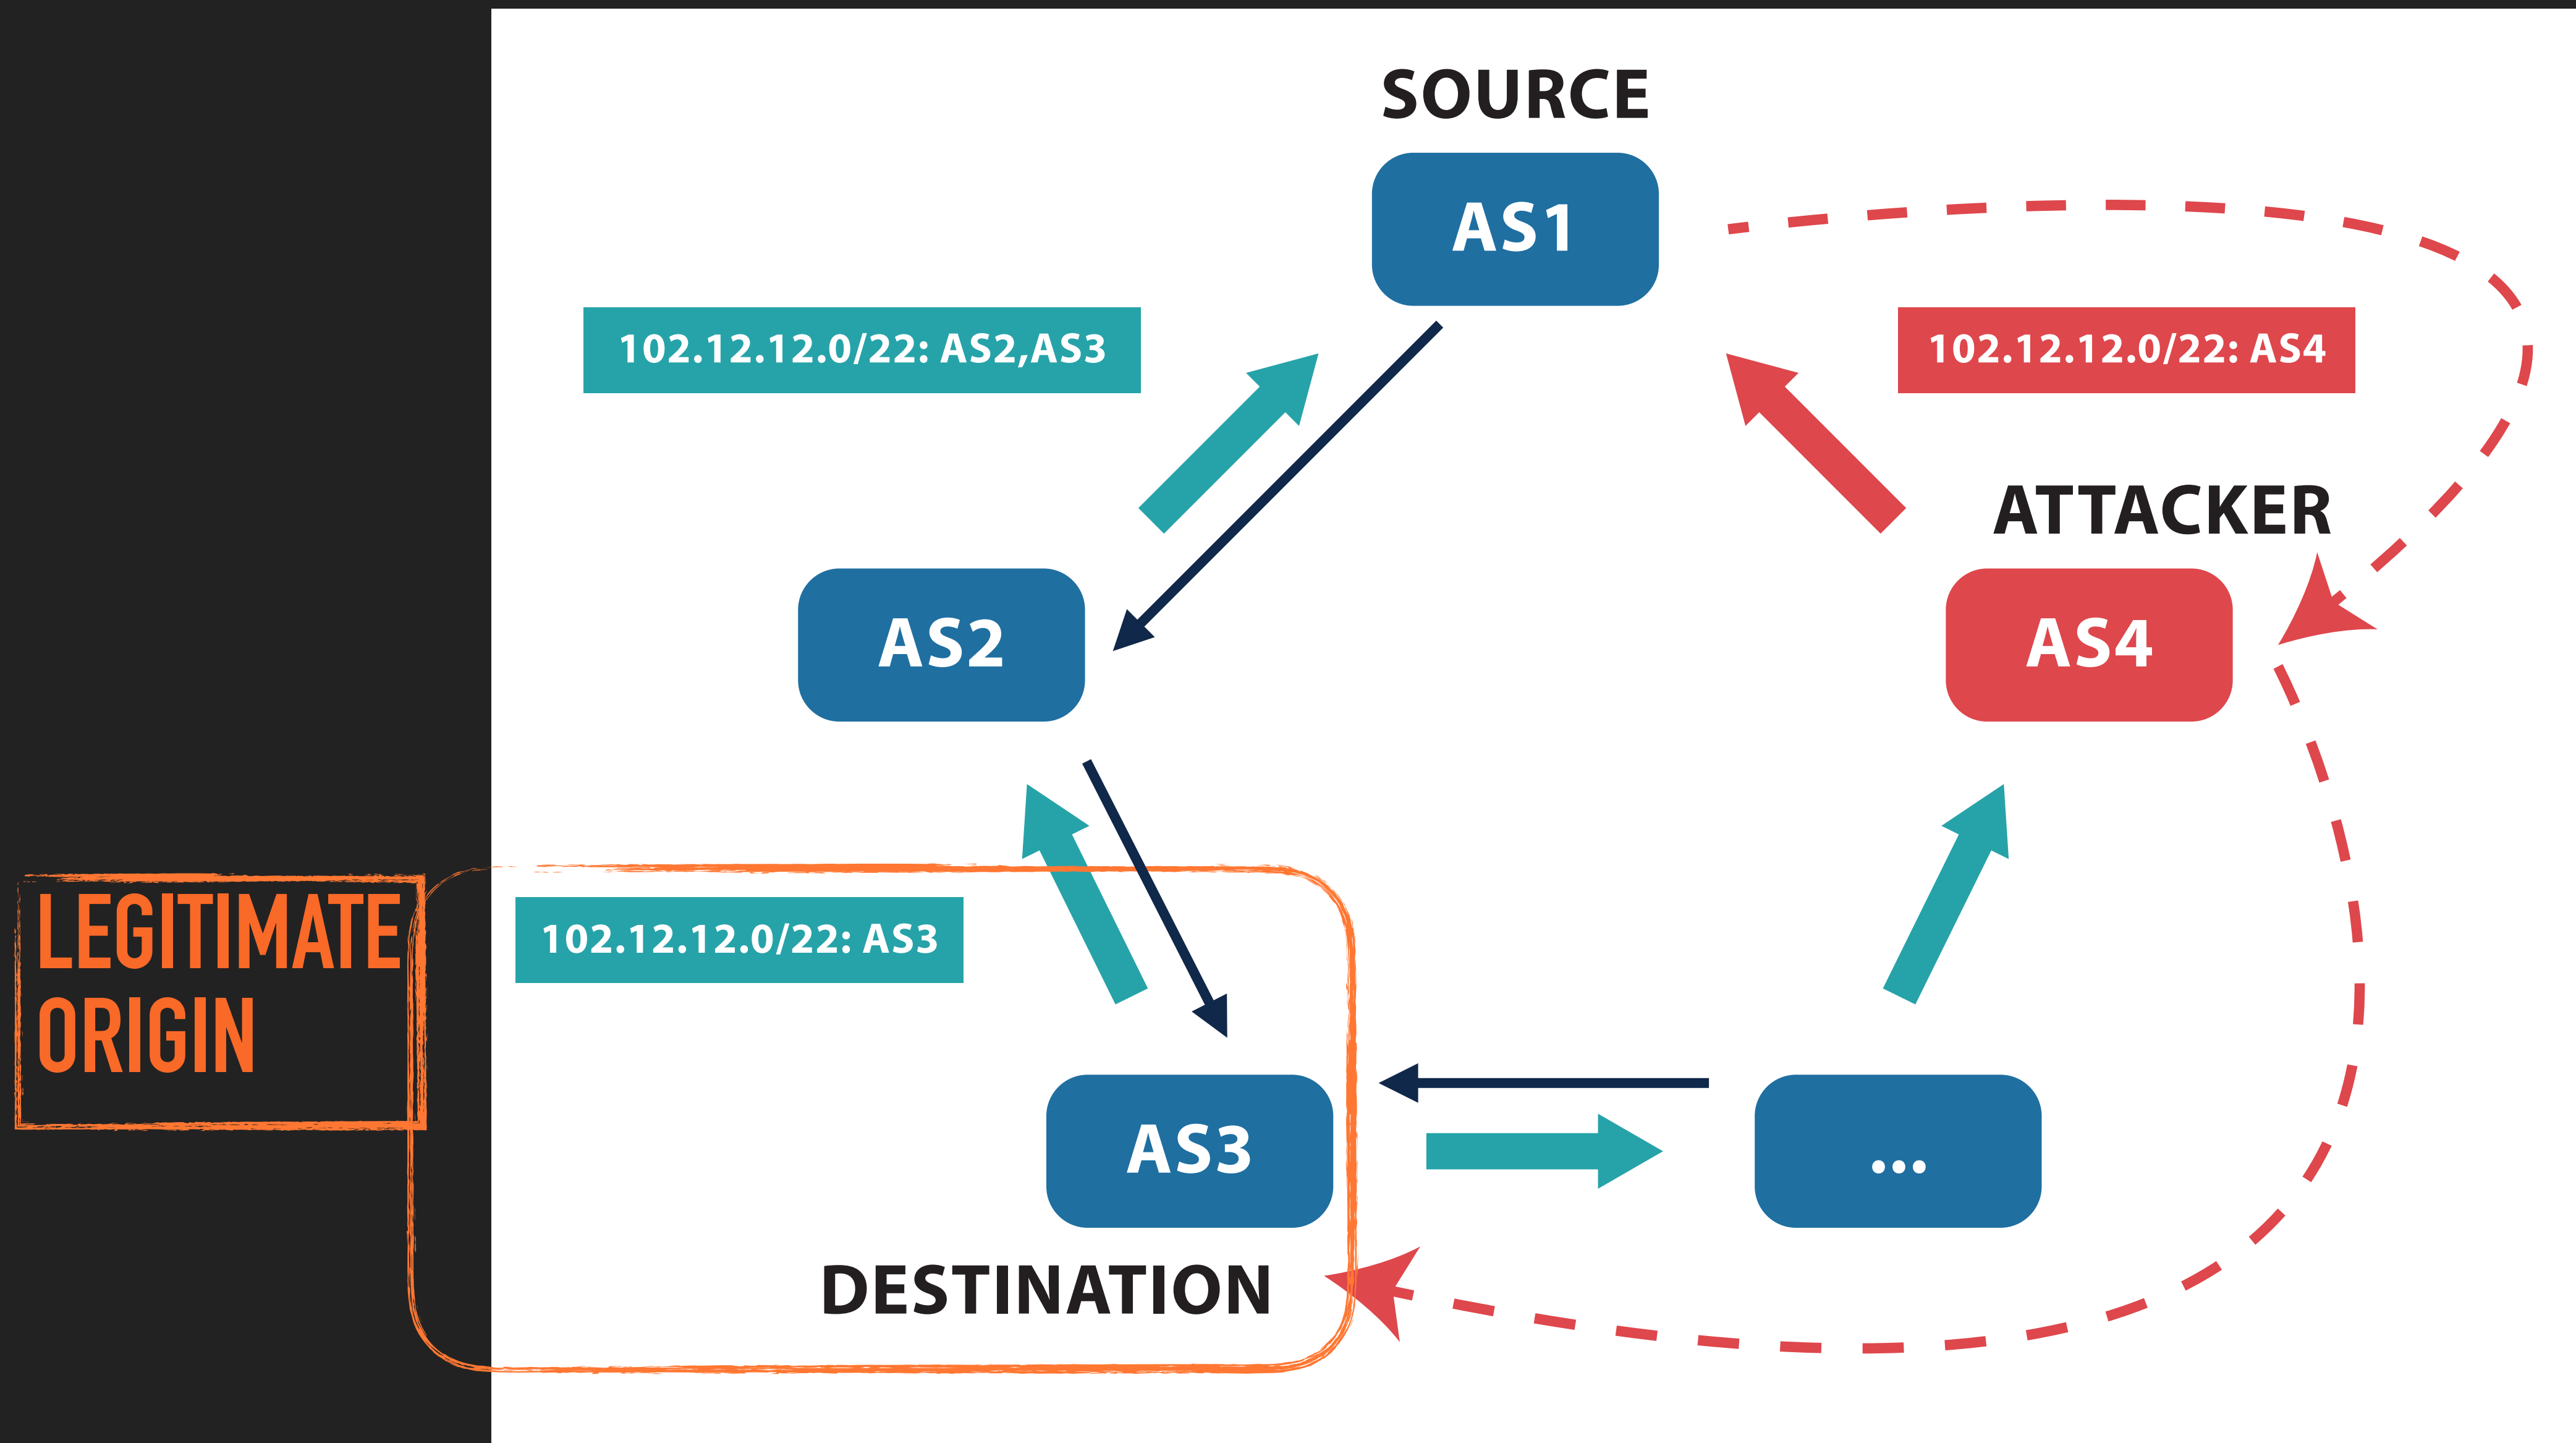 SOURCE
AS1
102.12.12.0/22: AS2,AS3
102.12.12.0/22: AS4
ATTACKER
AS2
AS4
LEGITIMATE
ORIGIN
102.12.12.0/22: AS3
AS3
...
DESTINATION